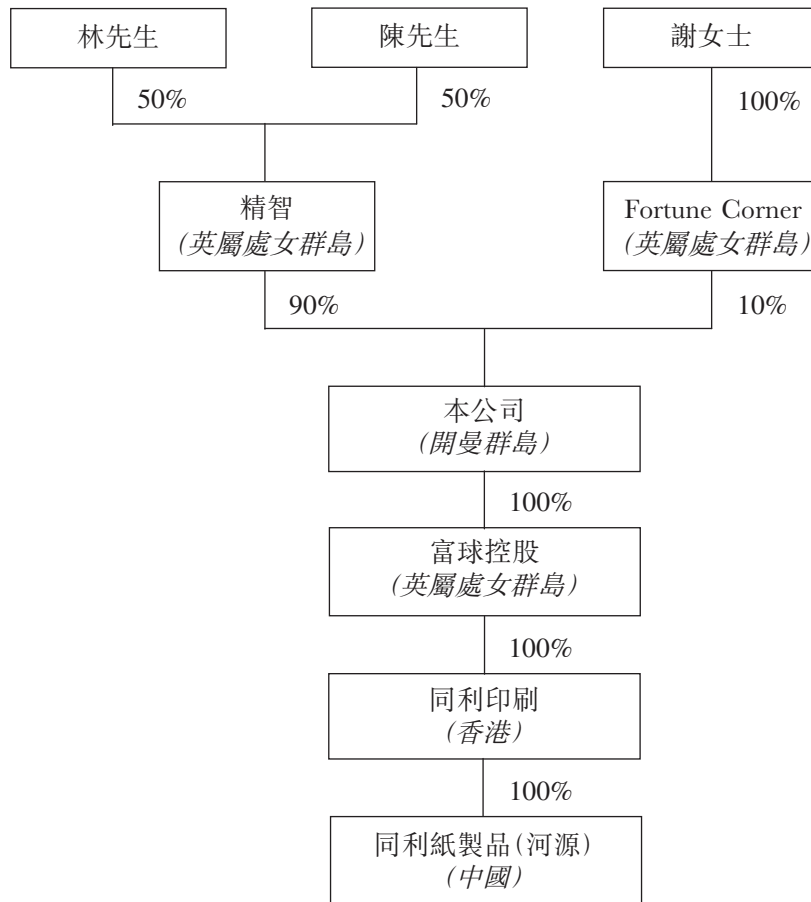 林先生
陳先生
謝女士
50%
50%
100%
精智
(英屬處女群島)
Fortune Corner
(英屬處女群島)
90%
10%
本公司
(開曼群島)
100%
富球控股
(英屬處女群島)
100%
同利印刷
(香港)
100%
同利紙製品(河源)
(中國)